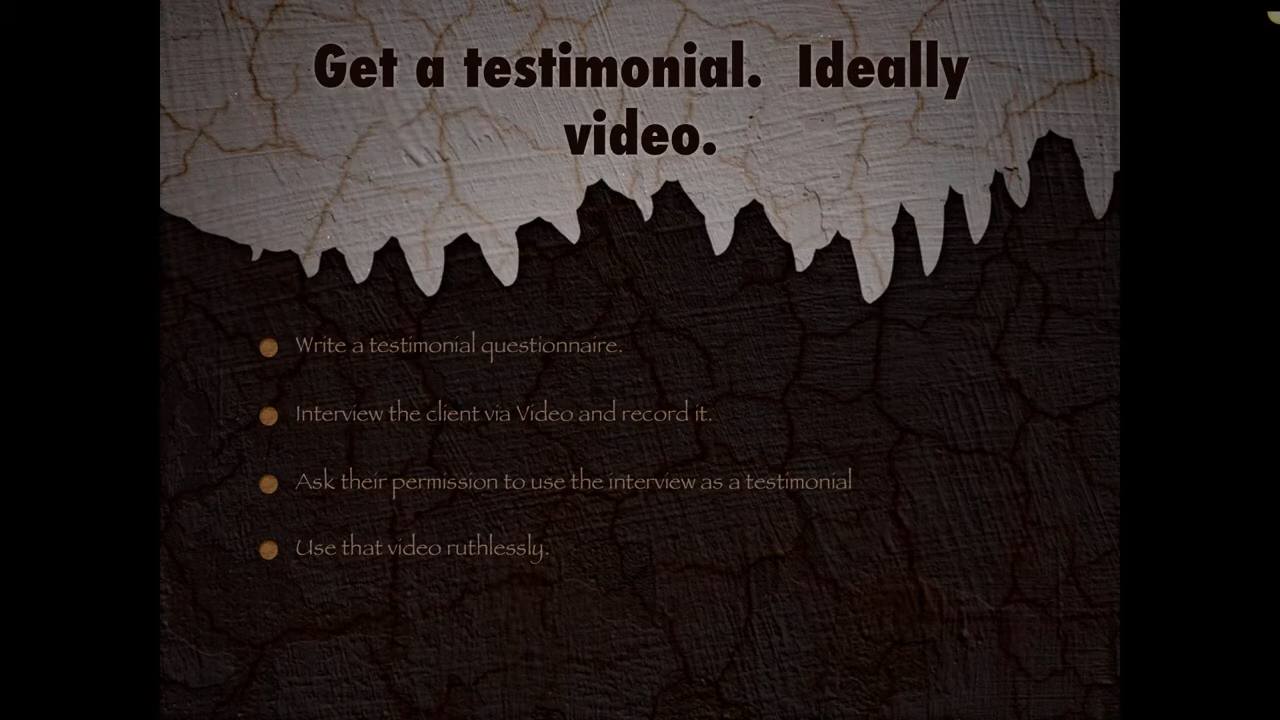 Get a testimonial. Ideally
video.
Write a testimonial questionnaire.
Interview the client via Video and record it.
Ask their permission to use the interview as a testimonial
Use that video ruthlessly.